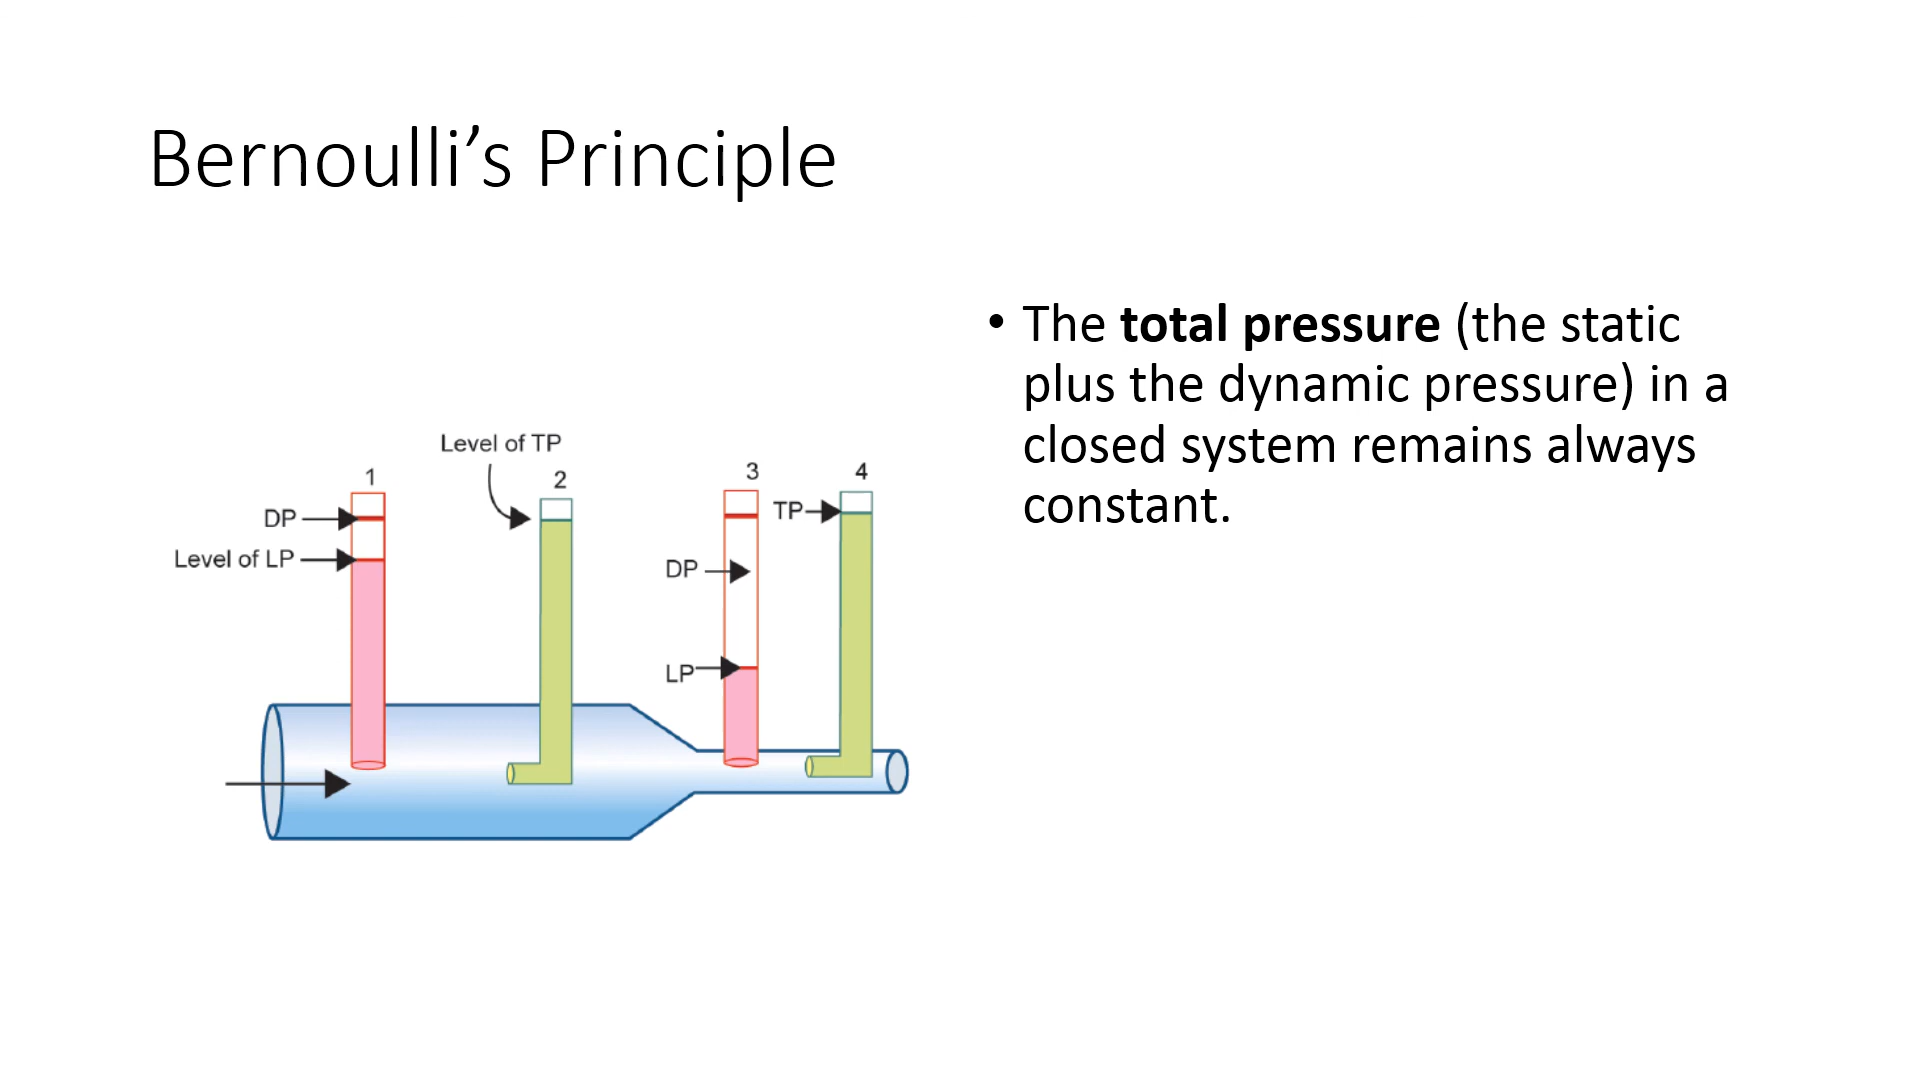 Bernoulli’s Principle
• The total pressure (the static
plus the dynamic pressure) in a
closed system remains always
constant.
Level of TP
1
2
3
4
DP
Level of LP
TP
DP
LP